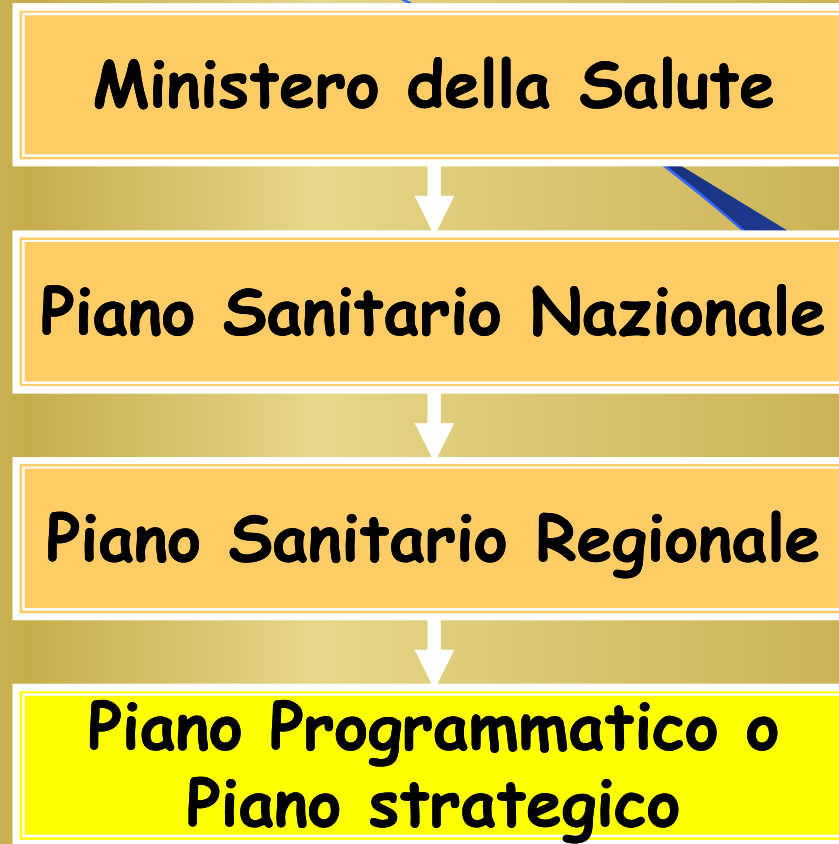 Ministero della Salute
Piano Sanitario Nazionale
Piano Sanitario Regionale
Piano Programmatico o
Piano strategico